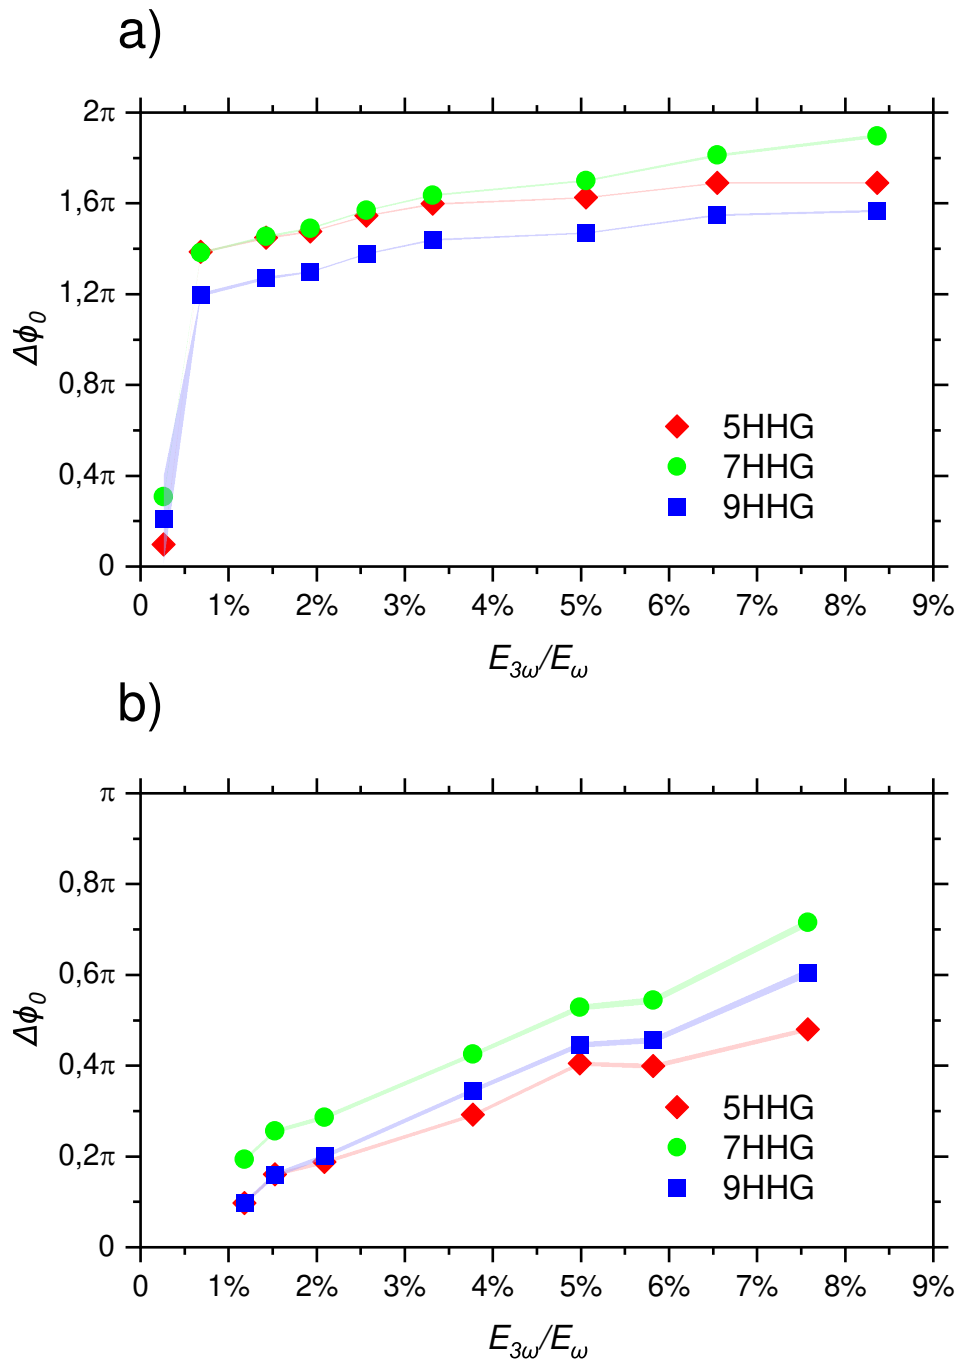 a)
2π
1,6π
1,2π
0,8π
0,4π
0
Δϕ₀
0 1% 2% 3% 4% 5% 6% 7% 8% 9%
E₃ω/Eω
5HHG
7HHG
9HHG
b)
π
0,8π
0,6π
0,4π
0,2π
0
Δϕ₀
0 1% 2% 3% 4% 5% 6% 7% 8% 9%
E₃ω/Eω
5HHG
7HHG
9HHG